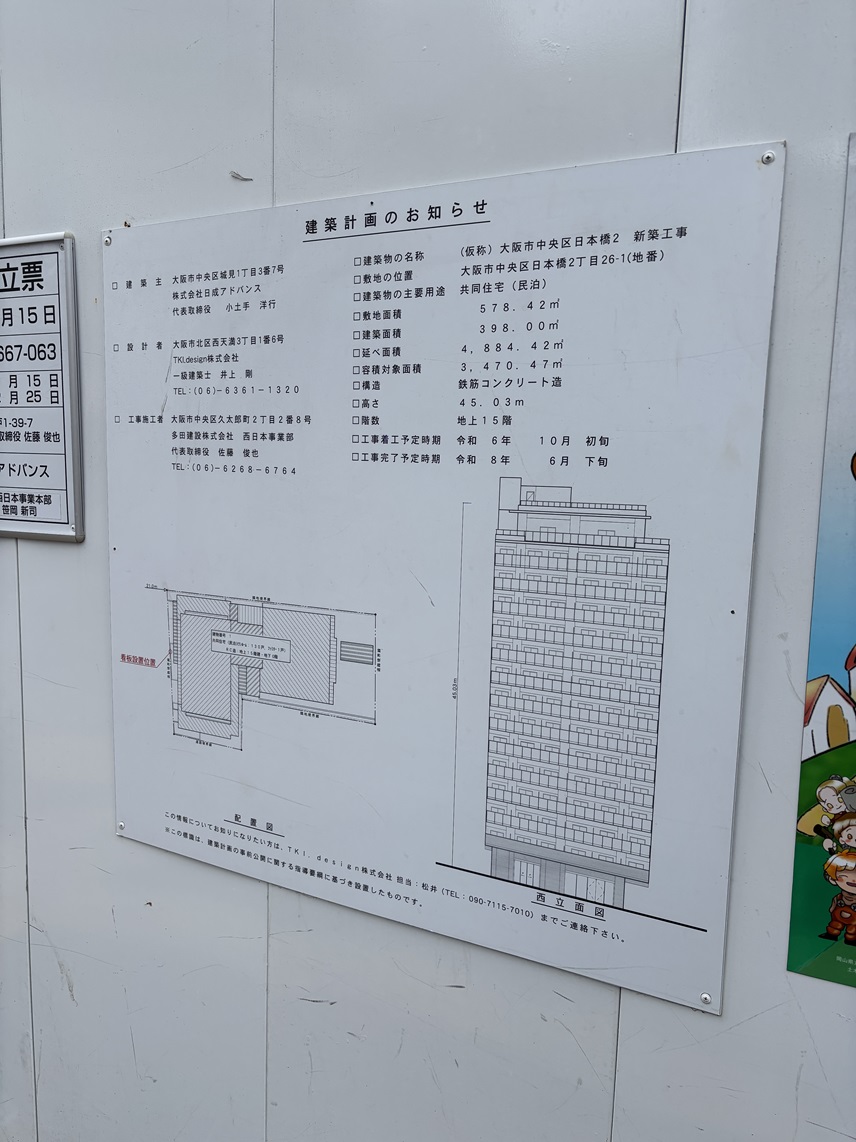 立票
月15日
667-063
月 15 日
月 25 日
1-39-7
取締役 佐藤 俊也
アドバンス
西日本事業本部
笹岡 新司
建築計画のお知らせ
□ 建 築 主 大阪市中央区城見1丁目3番7号
株式会社日成アドバンス
代表取締役 小土手 洋行
□ 設 計 者 大阪市北区西天満3丁目1番6号
TKI.design株式会社
一級建築士 井上 剛
TEL：(06)－6361－1320
□ 工事施工者 大阪市中央区久太郎町2丁目2番8号
多田建設株式会社 西日本事業部
代表取締役 佐藤 俊也
TEL：(06)－6268－6764
□建築物の名称 （仮称）大阪市中央区日本橋2 新築工事
□敷地の位置 大阪市中央区日本橋2丁目26-1(地番)
□建築物の主要用途 共同住宅（民泊）
□敷地面積 578．42㎡
□建築面積 398．00㎡
□延べ面積 4，884．42㎡
□容積対象面積 3，470．47㎡
□構造 鉄筋コンクリート造
□高さ 45．03m
□階数 地上15階
□工事着工予定時期 令和 6年 10月 初旬
□工事完了予定時期 令和 8年 6月 下旬
看板設置位置
45.03m
配 置 図
西 立 面 図
この情報についてお知りになりたい方は、ＴＫＩ．ｄｅｓｉｇｎ株式会社 担当：松井（TEL：090-7115-7010）までご連絡下さい。
※この標識は、建築計画の事前公開に関する指導要綱に基づき設置したものです。